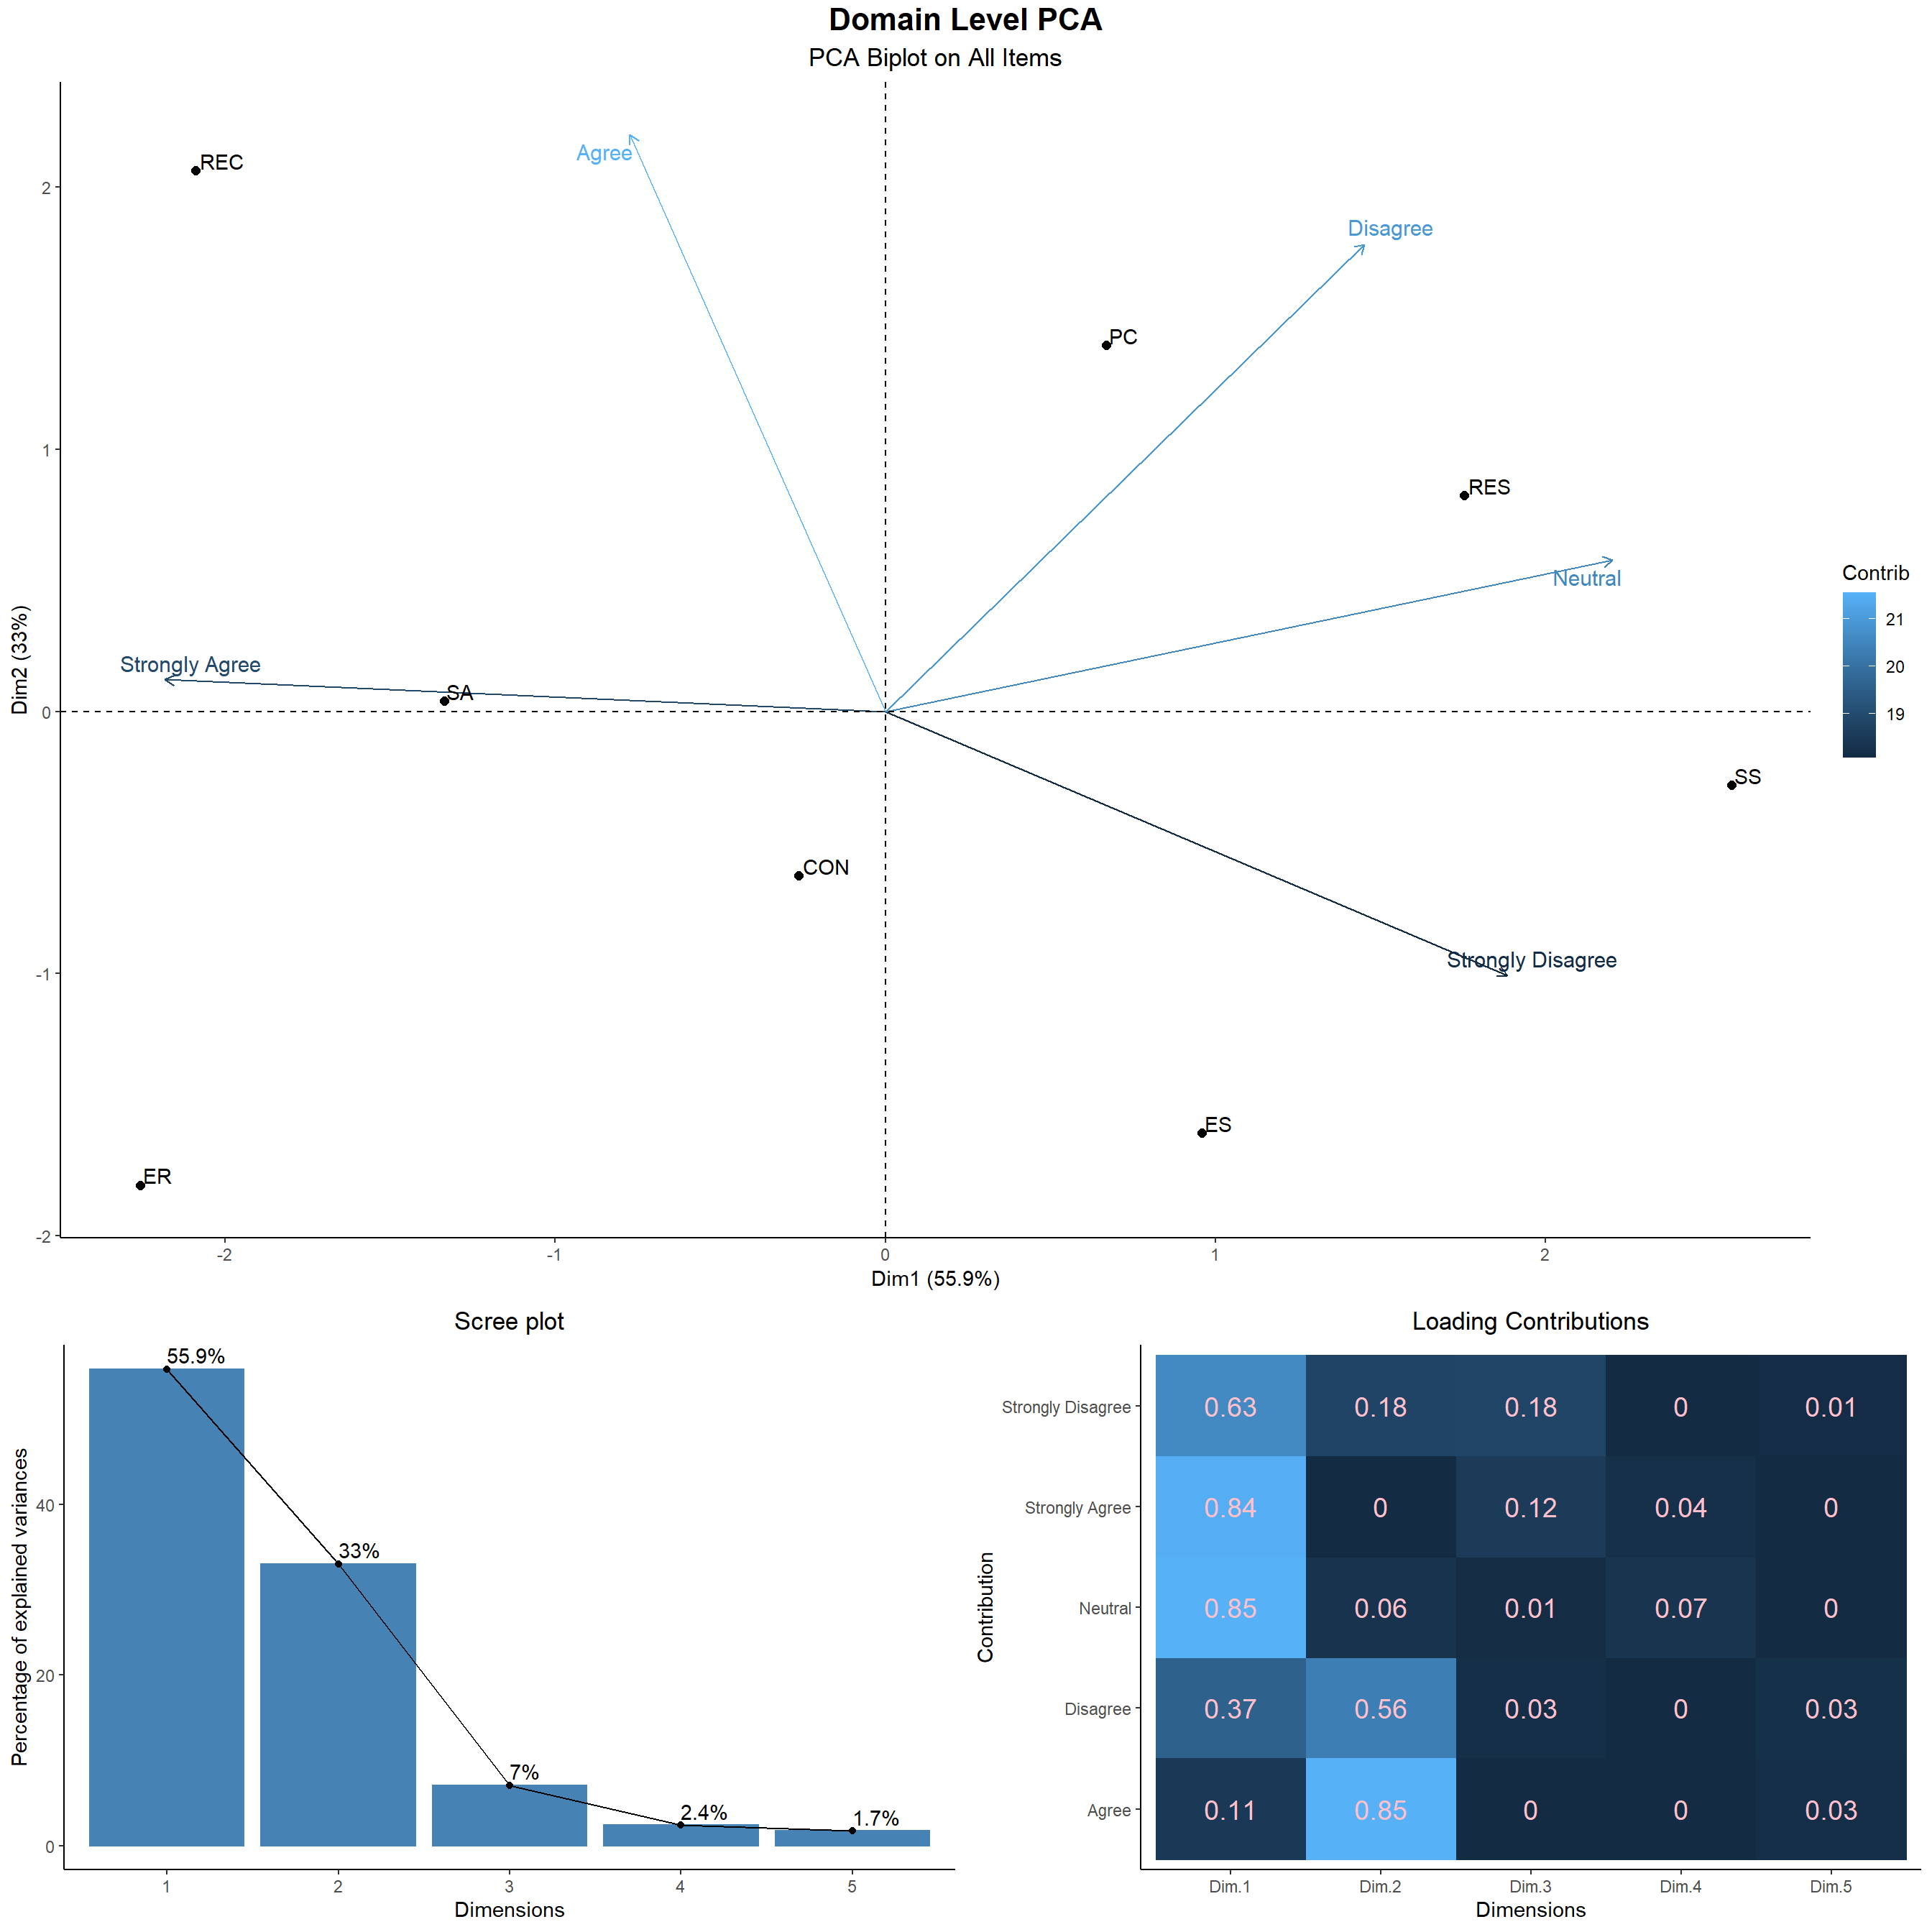 Domain Level PCA
PCA Biplot on All Items
Dim2 (33%)
2
1
0
-1
-2
REC
Agree
Disagree
PC
RES
Neutral
Strongly Agree
SA
SS
CON
Strongly Disagree
ES
ER
-2
-1
0
1
2
Dim1 (55.9%)
Contrib
21
20
19
Scree plot
Percentage of explained variances
40
20
0
55.9%
33%
7%
2.4%
1.7%
1
2
3
4
5
Dimensions
Loading Contributions
Contribution
Strongly Disagree 0.63 0.18 0.18 0 0.01
Strongly Agree 0.84 0 0.12 0.04 0
Neutral 0.85 0.06 0.01 0.07 0
Disagree 0.37 0.56 0.03 0 0.03
Agree 0.11 0.85 0 0 0.03
Dim.1 Dim.2 Dim.3 Dim.4 Dim.5
Dimensions